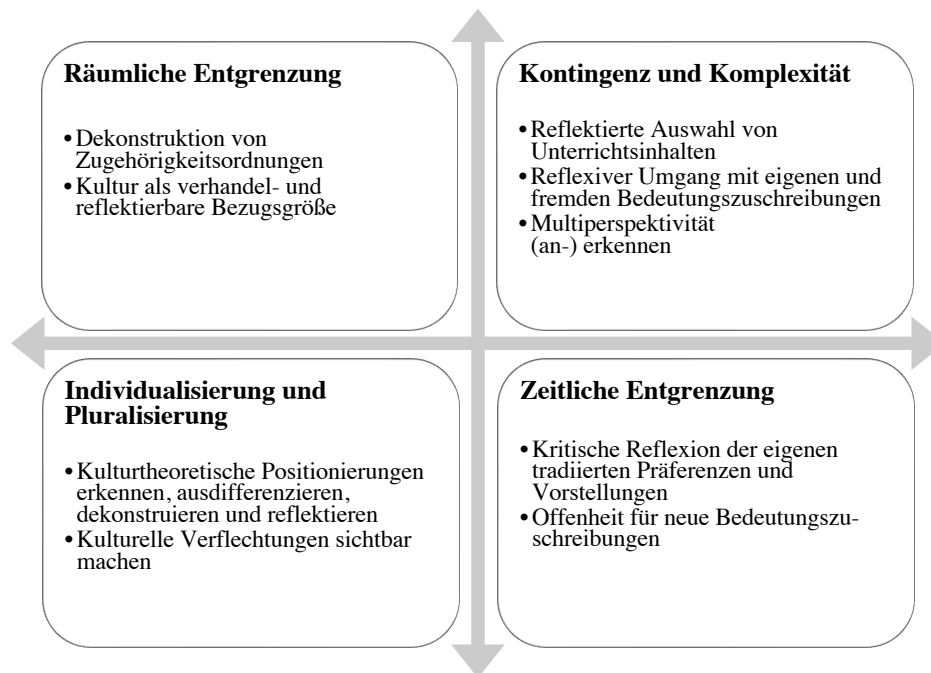 Räumliche Entgrenzung
• Dekonstruktion von
Zugehörigkeitsordnungen
• Kultur als verhandel- und
reflektierbare Bezugsgröße
Kontingenz und Komplexität
• Reflektierte Auswahl von
Unterrichtsinhalten
• Reflexiver Umgang mit eigenen und
fremden Bedeutungszuschreibungen
• Multiperspektivität
(an-) erkennen
Individualisierung und
Pluralisierung
• Kulturtheoretische Positionierungen
erkennen, ausdifferenzieren,
dekonstruieren und reflektieren
• Kulturelle Verflechtungen sichtbar
machen
Zeitliche Entgrenzung
• Kritische Reflexion der eigenen
tradiierten Präferenzen und
Vorstellungen
• Offenheit für neue Bedeutungszu-
schreibungen